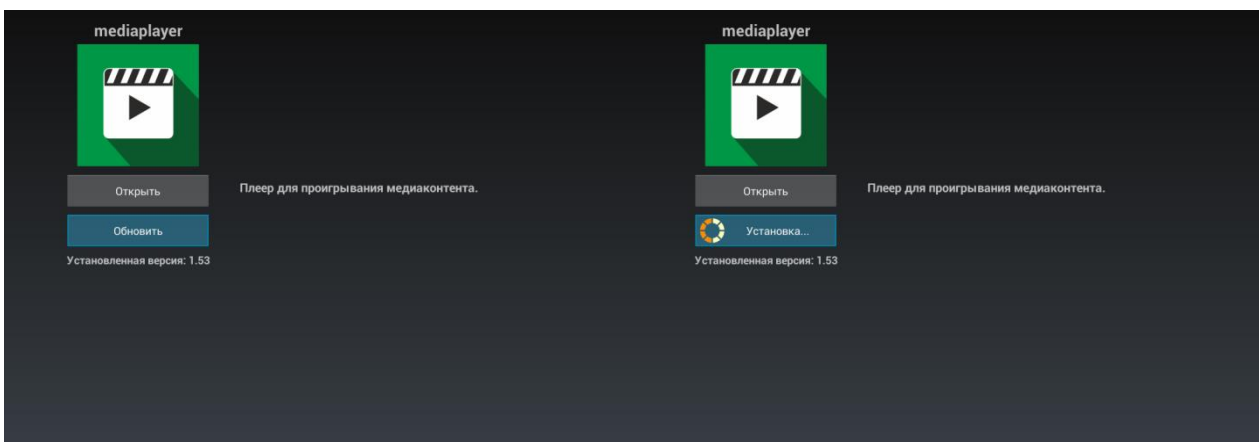 mediaplayer
Открыть
Плеер для проигрывания медиаконтента.
Обновить
Установленная версия: 1.53
mediaplayer
Открыть
Плеер для проигрывания медиаконтента.
Установка...
Установленная версия: 1.53